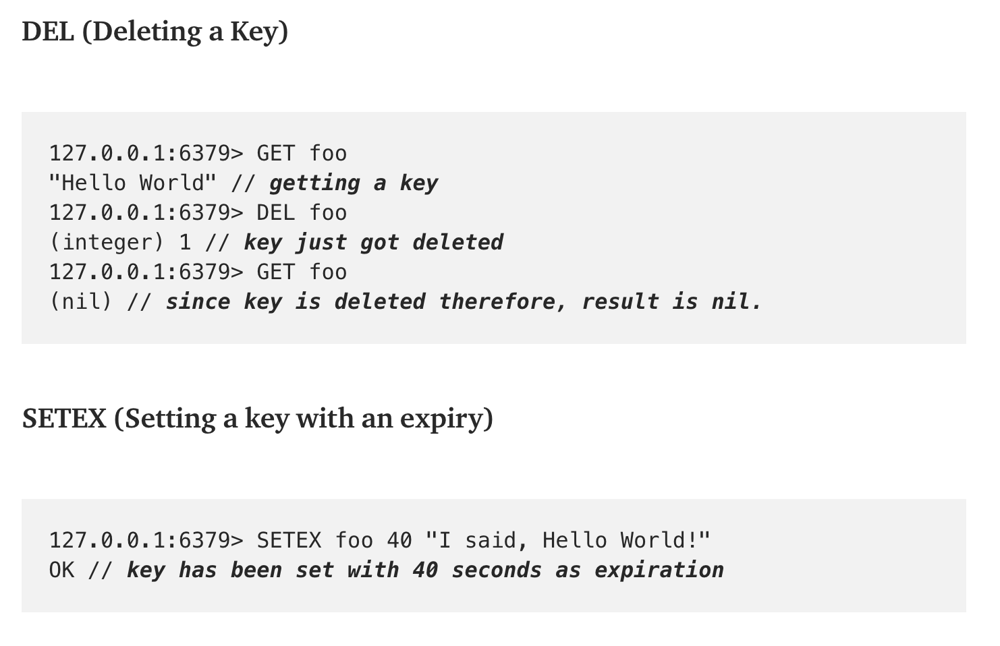 DEL (Deleting a Key)
127.0.0.1:6379> GET foo
"Hello World" // getting a key
127.0.0.1:6379> DEL foo
(integer) 1 // key just got deleted
127.0.0.1:6379> GET foo
(nil) // since key is deleted therefore, result is nil.
SETEX (Setting a key with an expiry)
127.0.0.1:6379> SETEX foo 40 "I said, Hello World!"
OK // key has been set with 40 seconds as expiration